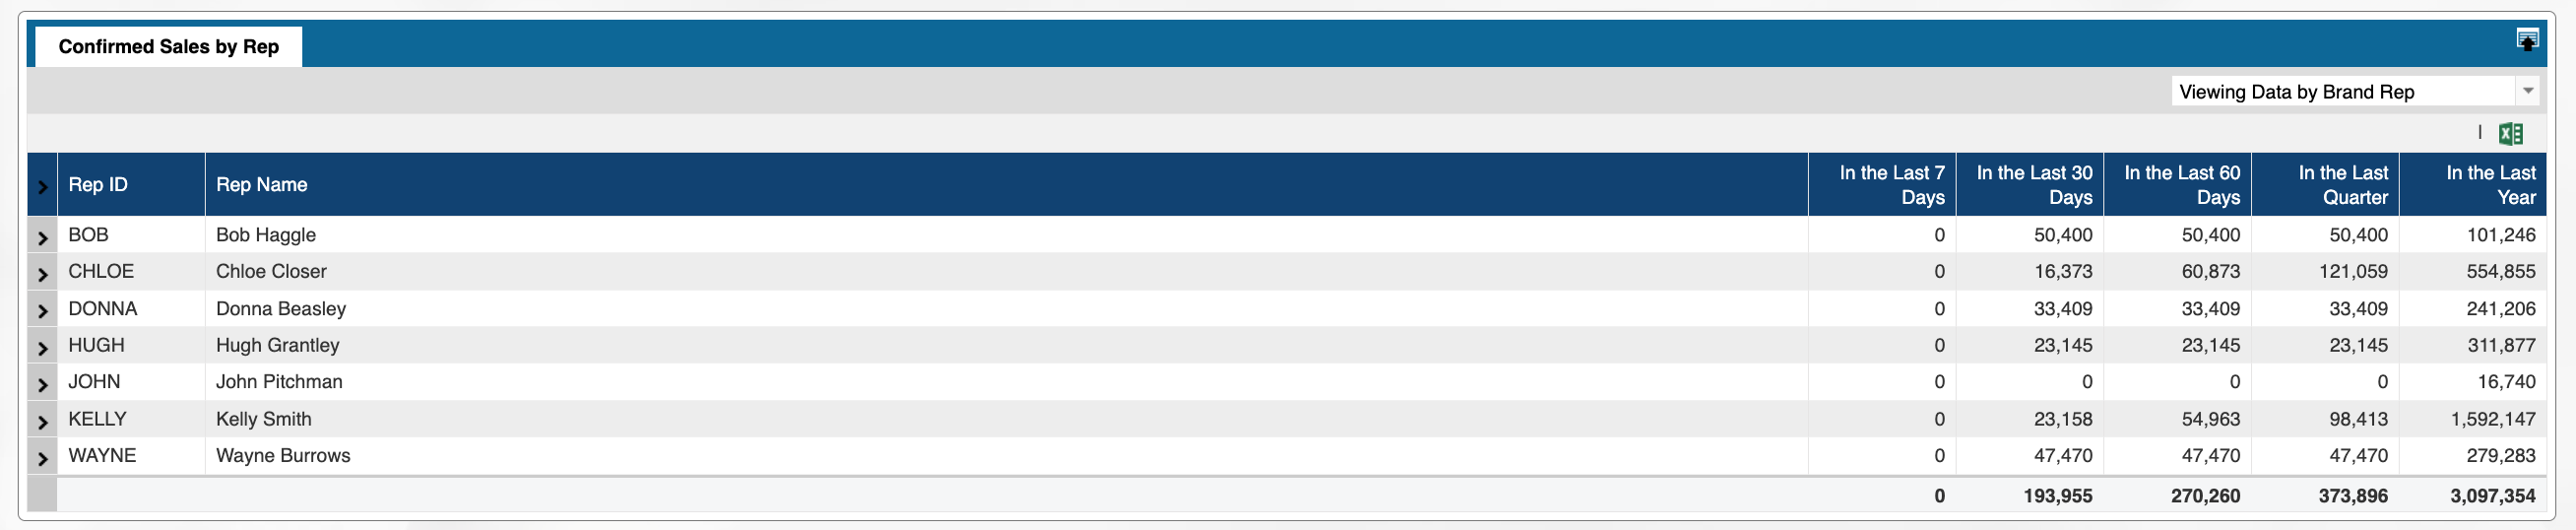 Confirmed Sales by Rep
Viewing Data by Brand Rep
Rep ID Rep Name In the Last 7 Days In the Last 30 Days In the Last 60 Days In the Last Quarter In the Last Year
BOB Bob Haggle 0 50,400 50,400 50,400 101,246
CHLOE Chloe Closer 0 16,373 60,873 121,059 554,855
DONNA Donna Beasley 0 33,409 33,409 33,409 241,206
HUGH Hugh Grantley 0 23,145 23,145 23,145 311,877
JOHN John Pitchman 0 0 0 0 16,740
KELLY Kelly Smith 0 23,158 54,963 98,413 1,592,147
WAYNE Wayne Burrows 0 47,470 47,470 47,470 279,283
0 193,955 270,260 373,896 3,097,354